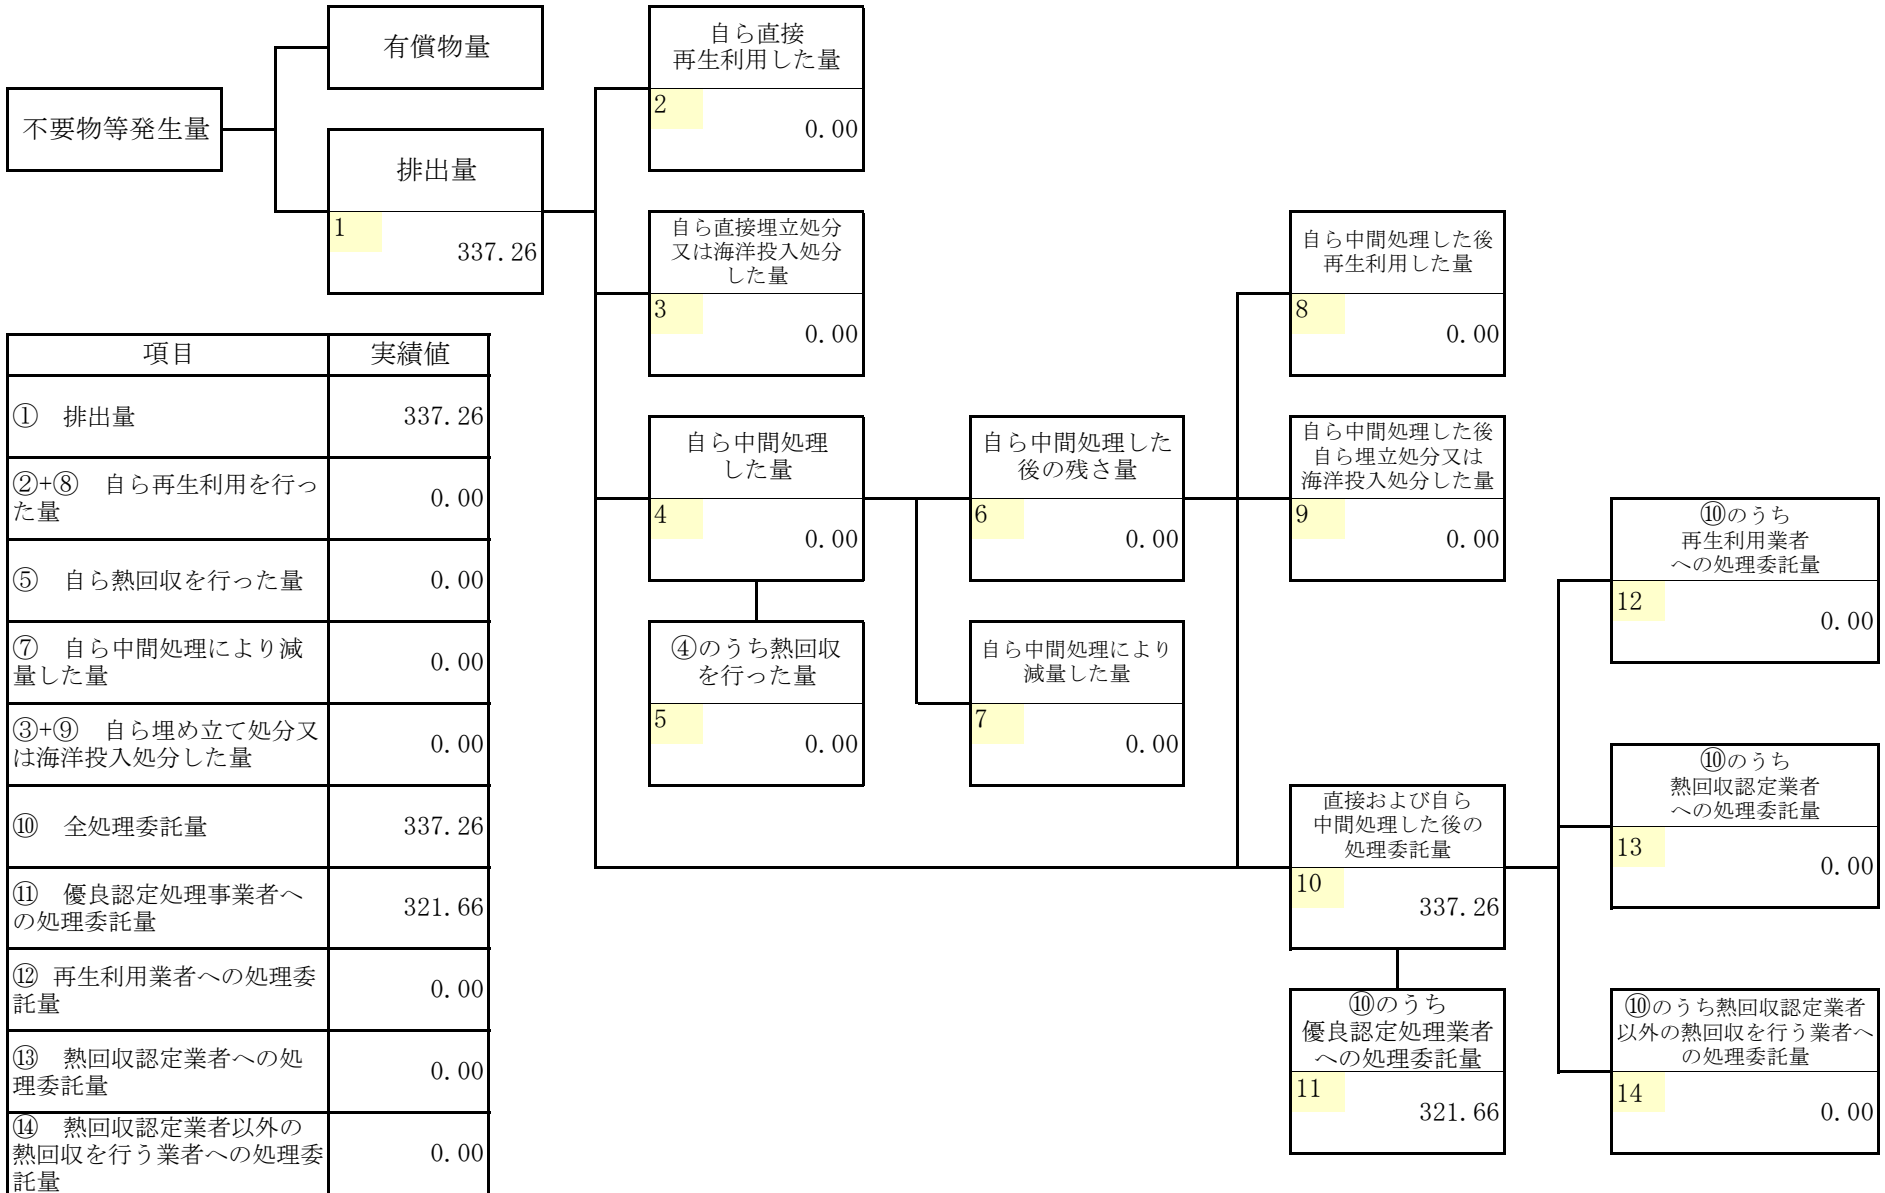 有償物量
不要物等発生量
排出量
1
337.26
自ら直接
再生利用した量
2
0.00
自ら直接埋立処分
又は海洋投入処分
した量
3
0.00
自ら中間処理
した量
4
0.00
④のうち熱回収
を行った量
5
0.00
自ら中間処理した
後の残さ量
6
0.00
自ら中間処理により
減量した量
7
0.00
自ら中間処理した後
再生利用した量
8
0.00
自ら中間処理した後
自ら埋立処分又は
海洋投入処分した量
9
0.00
直接および自ら
中間処理した後の
処理委託量
10
337.26
⑩のうち
優良認定処理業者
への処理委託量
11
321.66
⑩のうち
再生利用業者
への処理委託量
12
0.00
⑩のうち
熱回収認定業者
への処理委託量
13
0.00
⑩のうち熱回収認定業者
以外の熱回収を行う業者へ
の処理委託量
14
0.00
項目 実績値
① 排出量 337.26
②+⑧ 自ら再生利用を行っ
た量
0.00
⑤ 自ら熱回収を行った量 0.00
⑦ 自ら中間処理により減
量した量
0.00
③+⑨ 自ら埋め立て処分又
は海洋投入処分した量
0.00
⑩ 全処理委託量 337.26
⑪ 優良認定処理事業者へ
の処理委託量
321.66
⑫ 再生利用業者への処理委
託量
0.00
⑬ 熱回収認定業者への処
理委託量
0.00
⑭ 熱回収認定業者以外の
熱回収を行う業者への処理委
託量
0.00